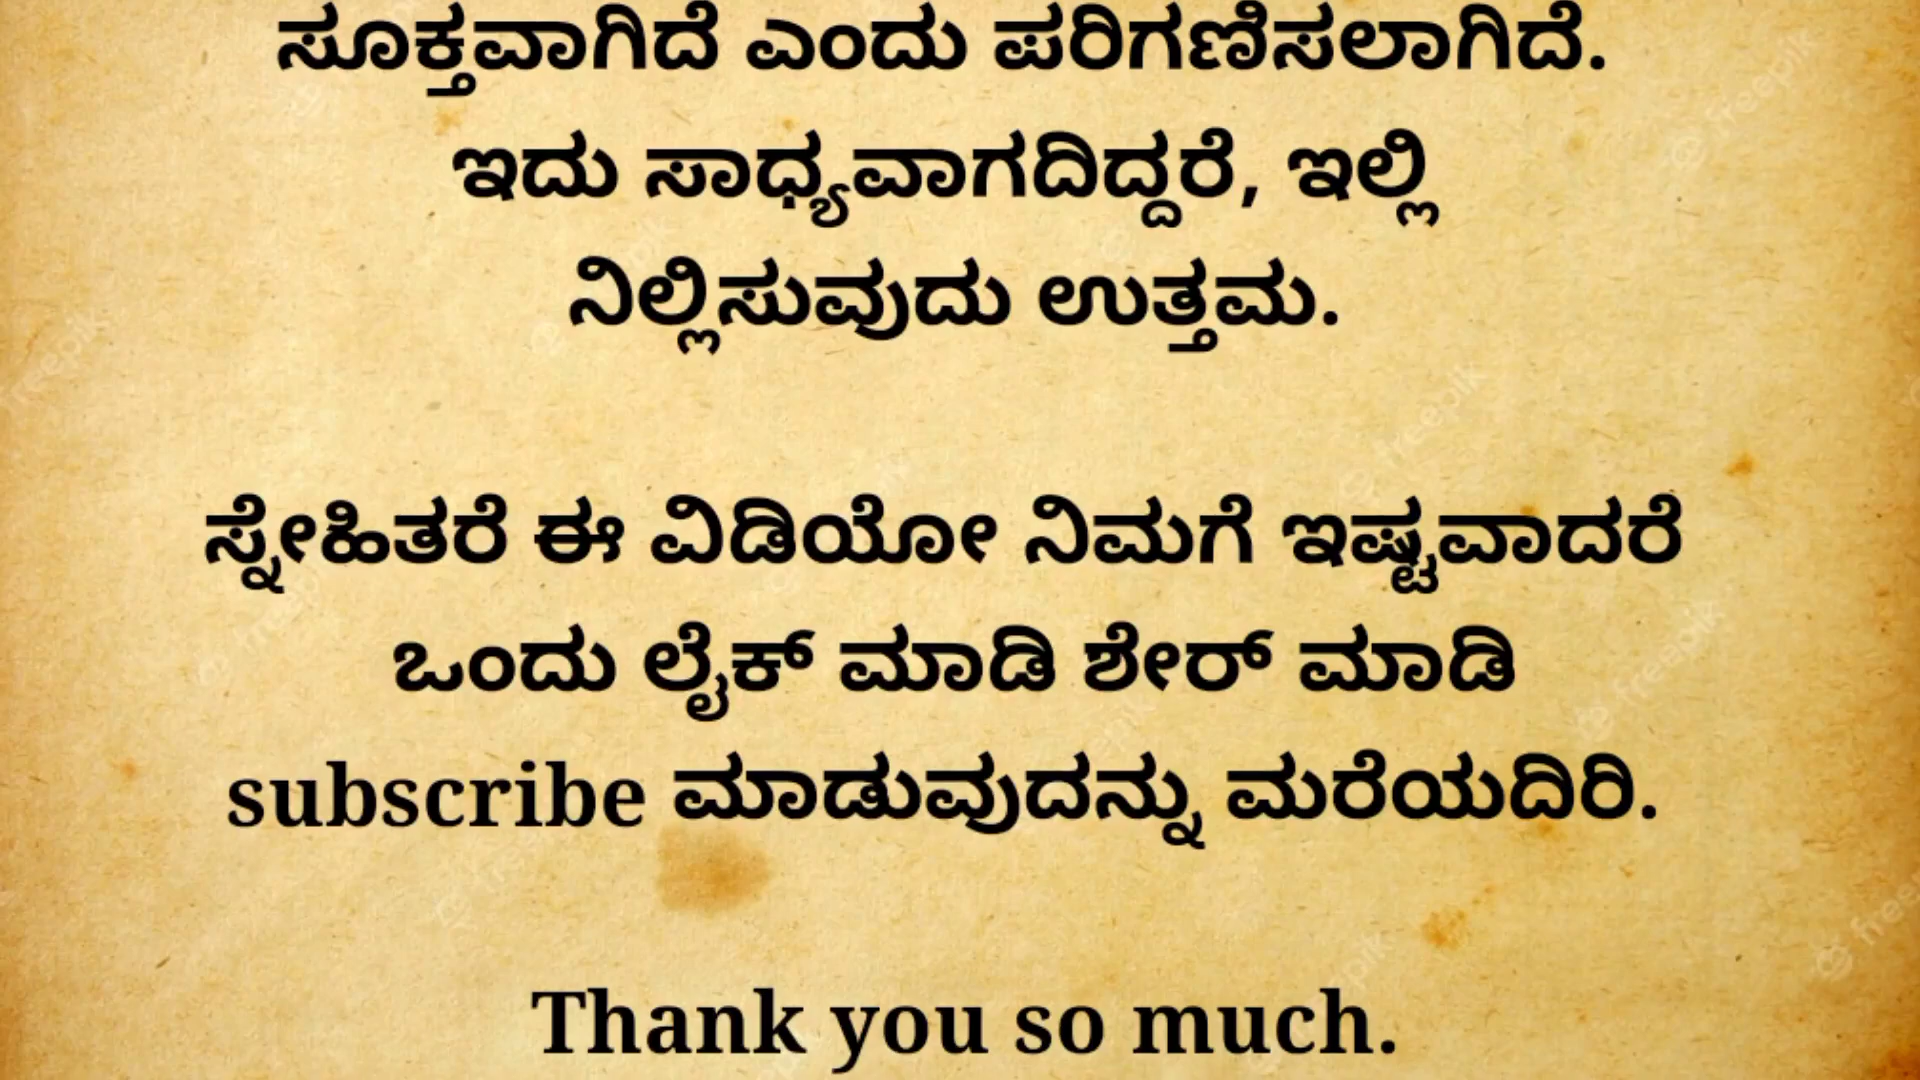 ಸೂಕ್ತವಾಗಿದೆ ಎಂದು ಪರಿಗಣಿಸಲಾಗಿದೆ.
ಇದು ಸಾಧ್ಯವಾಗದಿದ್ದರೆ, ಇಲ್ಲಿ
ನಿಲ್ಲಿಸುವುದು ಉತ್ತಮ.
ಸ್ನೇಹಿತರೆ ಈ ವಿಡಿಯೋ ನಿಮಗೆ ಇಷ್ಟವಾದರೆ
ಒಂದು ಲೈಕ್ ಮಾಡಿ ಶೇರ್ ಮಾಡಿ
subscribe ಮಾಡುವುದನ್ನು ಮರೆಯದಿರಿ.
Thank you so much.